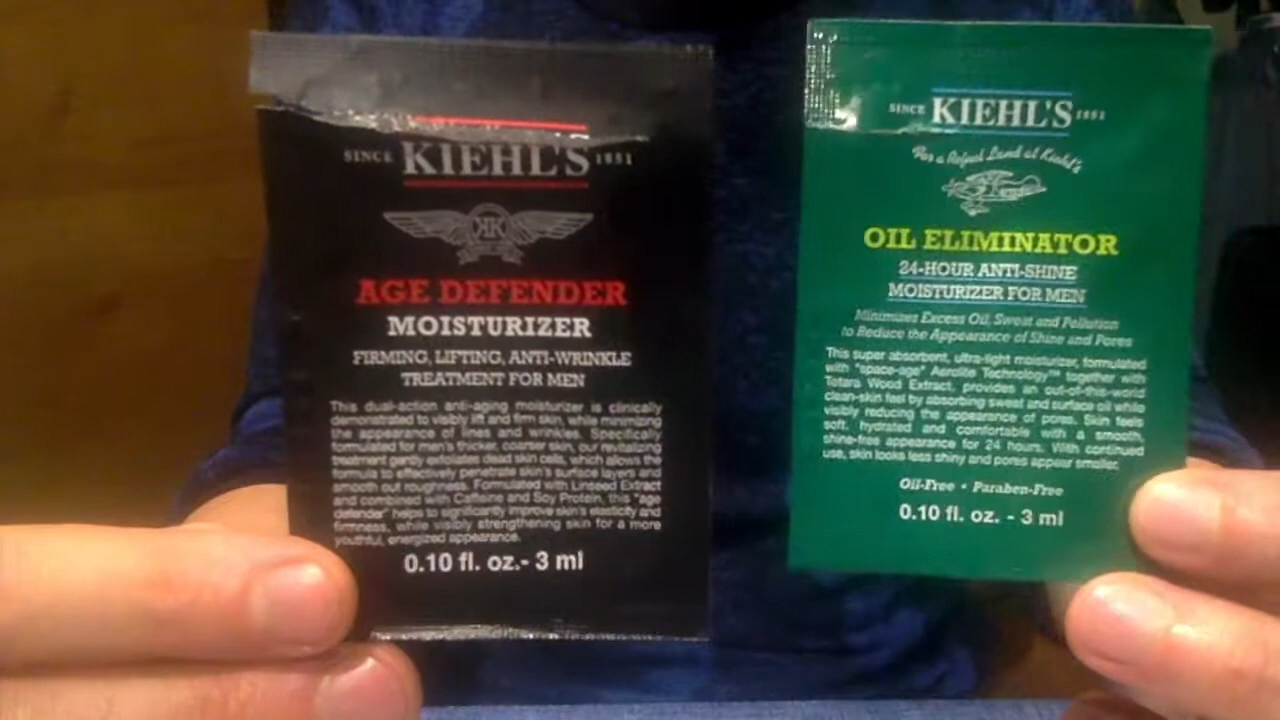 SINCE KIEHL'S 1851
KK
AGE DEFENDER
MOISTURIZER
FIRMING, LIFTING, ANTI-WRINKLE
TREATMENT FOR MEN
This dual-action anti-aging moisturizer is clinically
demonstrated to visibly lift and firm skin, while minimizing
the appearance of lines and wrinkles. Specifically
formulated for men's thicker, coarser skin, our revitalizing
treatment gently exfoliates dead skin cells, which allows the
formula to effectively penetrate skin's surface layers and
smooth out roughness. Formulated with Linseed Extract
and combined with Caffeine and Soy Protein, this "age
defender" helps to significantly improve skin's elasticity and
firmness, while visibly strengthening skin for a more
youthful, energized appearance.
0.10 fl. oz.- 3 ml
SINCE KIEHL'S 1851
For a Refuel Land at Kiehl's
OIL ELIMINATOR
24-HOUR ANTI-SHINE
MOISTURIZER FOR MEN
Minimizes Excess Oil, Sweat and Pollution
to Reduce the Appearance of Shine and Pores
This super absorbent, ultra-light moisturizer, formulated
with "space-age" Aerolite Technology™ together with
Totara Wood Extract, provides an out-of-this-world
clean-skin feel by absorbing sweat and surface oil while
visibly reducing the appearance of pores. Skin feels
soft, hydrated and comfortable with a smooth,
shine-free appearance for 24 hours. With continued
use, skin looks less shiny and pores appear smaller.
Oil-Free • Paraben-Free
0.10 fl. oz. - 3 ml